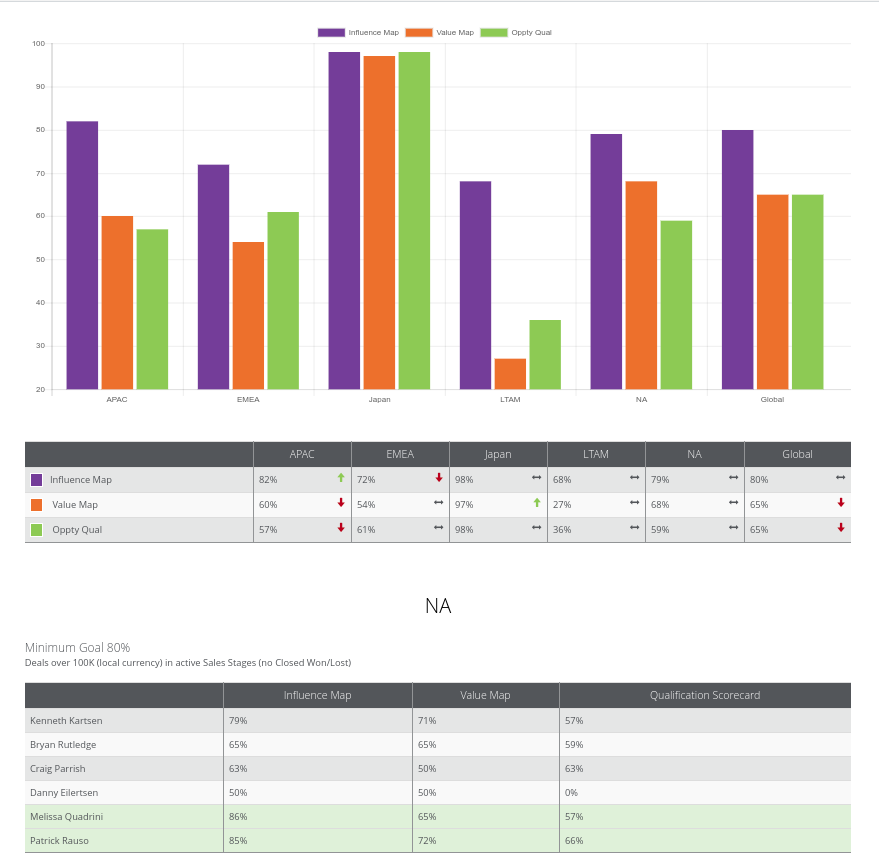 Influence Map Value Map Oppty Qual
100
90
80
70
60
50
40
30
20
APAC EMEA Japan LTAM NA Global
APAC EMEA Japan LTAM NA Global
Influence Map 82% 72% 98% 68% 79% 80%
Value Map 60% 54% 97% 27% 68% 65%
Oppty Qual 57% 61% 98% 36% 59% 65%
NA
Minimum Goal 80%
Deals over 100K (local currency) in active Sales Stages (no Closed Won/Lost)
Influence Map Value Map Qualification Scorecard
Kenneth Kartsen 79% 71% 57%
Bryan Rutledge 65% 65% 59%
Craig Parrish 63% 50% 63%
Danny Eilertsen 50% 50% 0%
Melissa Quadrini 86% 65% 57%
Patrick Rauso 85% 72% 66%